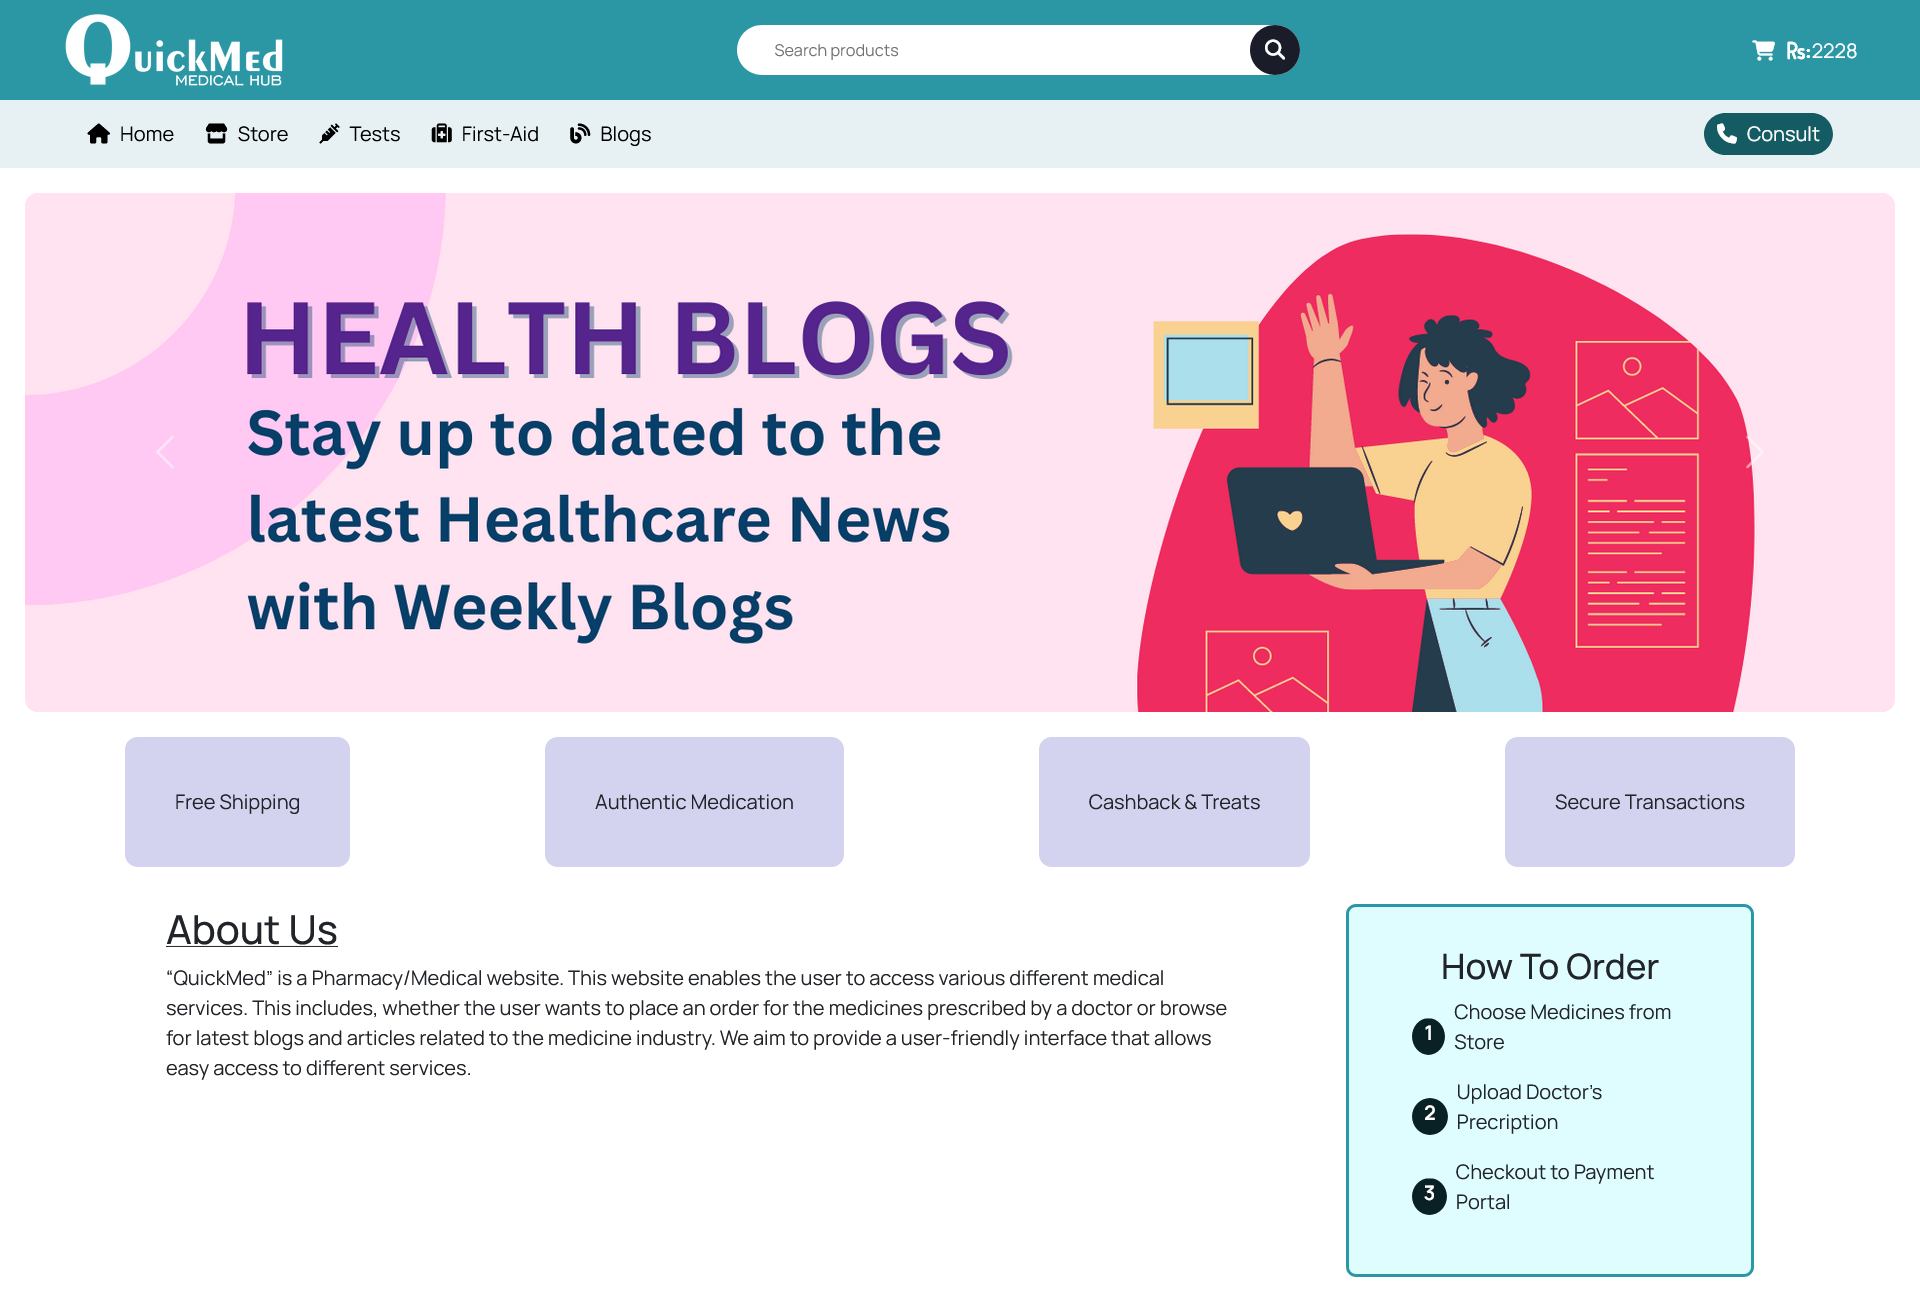 QuickMed
MEDICAL HUB
Search products
Rs:2228
Home Store Tests First-Aid Blogs
Consult
HEALTH BLOGS
Stay up to dated to the
latest Healthcare News
with Weekly Blogs
Free Shipping
Authentic Medication
Cashback & Treats
Secure Transactions
About Us
“QuickMed” is a Pharmacy/Medical website. This website enables the user to access various different medical
services. This includes, whether the user wants to place an order for the medicines prescribed by a doctor or browse
for latest blogs and articles related to the medicine industry. We aim to provide a user-friendly interface that allows
easy access to different services.
How To Order
1 Choose Medicines from
Store
2 Upload Doctor's
Precription
3 Checkout to Payment
Portal